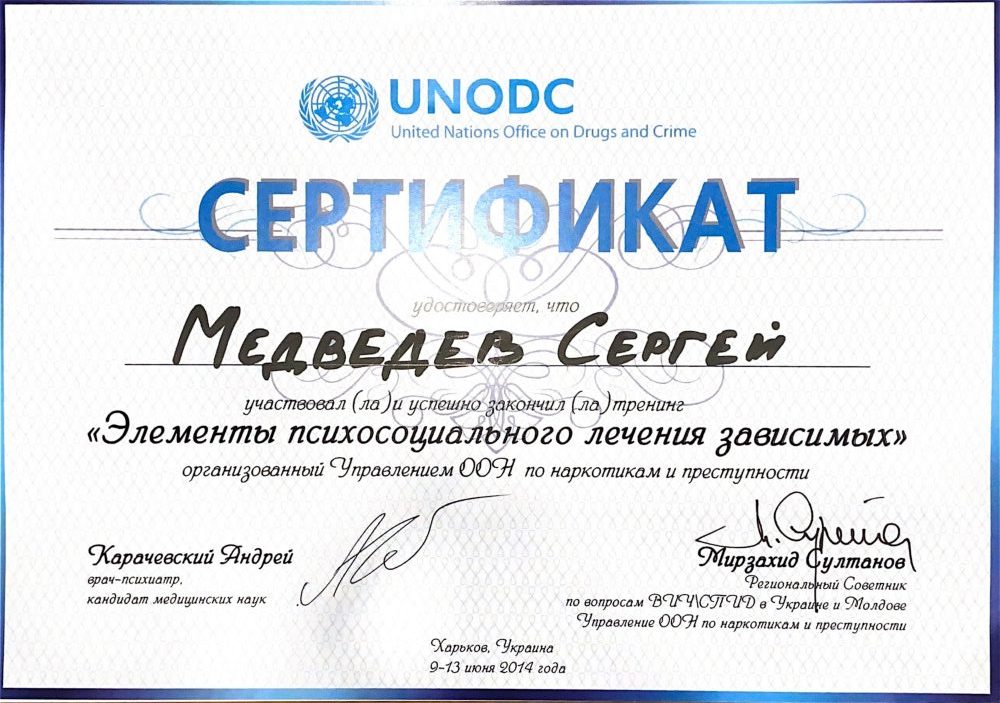 UNODC
United Nations Office on Drugs and Crime
СЕРТИФИКАТ
удостоверяет, что
Медведев Сергей
участвовал (ла) и успешно закончил (ла) тренинг
«Элементы психосоциального лечения зависимых»
организованный Управлением ООН по наркотикам и преступности
Карачевский Андрей
врач-психиатр,
кандидат медицинских наук
Мирзахид Султанов
Региональный Советник
по вопросам ВИЧ\СПИД в Украине и Молдове
Управление ООН по наркотикам и преступности
Харьков, Украина
9-13 июня 2014 года